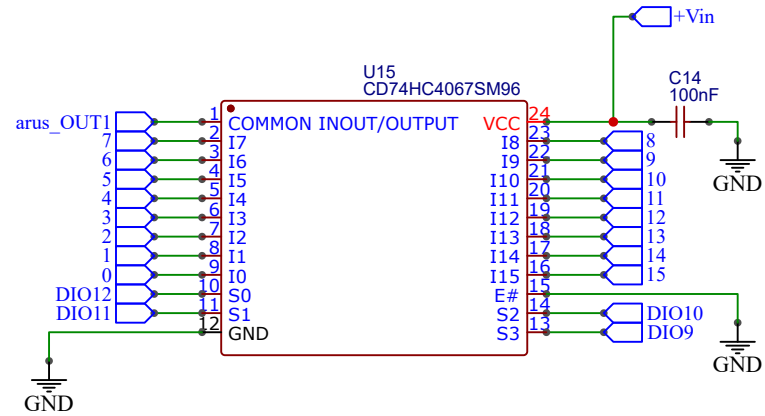 +Vin
U15
CD74HC4067SM96
C14
100nF
arus_OUT1 1 COMMON INOUT/OUTPUT VCC 24
7 2 I7 I8 23 8
6 3 I6 I9 22 9
5 4 I5 I10 21 10
4 5 I4 I11 20 11
3 6 I3 I12 19 12
2 7 I2 I13 18 13
1 8 I1 I14 17 14
0 9 I0 I15 16 15
DIO12 10 S0 E# 15
DIO11 11 S1 S2 14 DIO10
12 GND S3 13 DIO9
GND
GND
GND